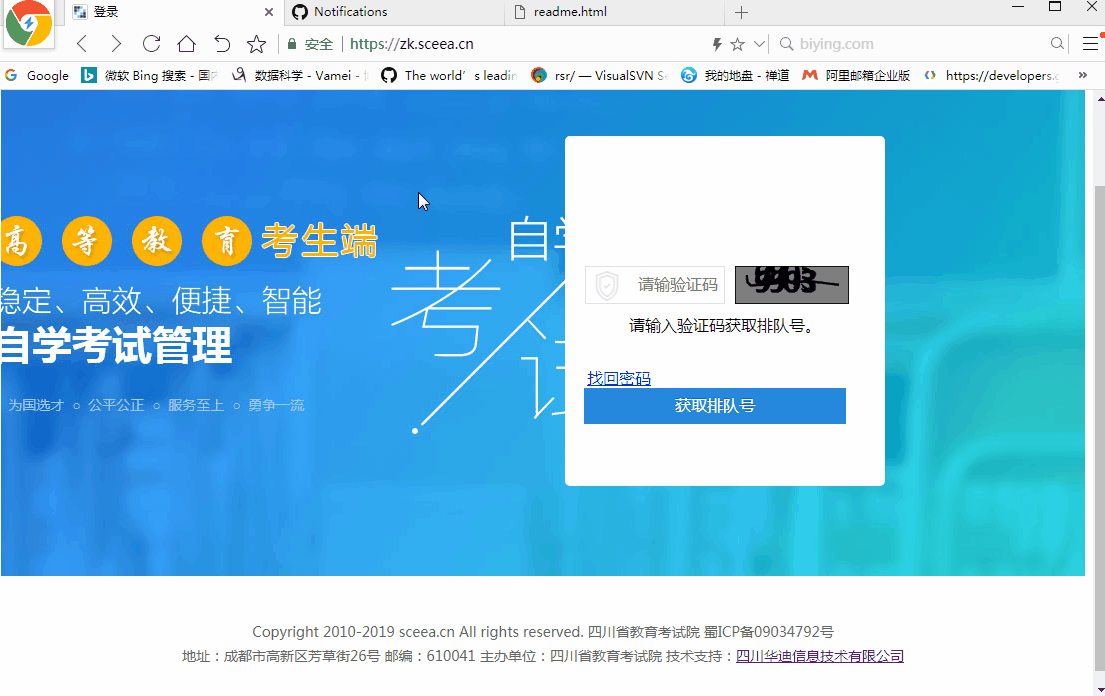 登录
Notifications
readme.html
安全 https://zk.sceea.cn
biying.com
Google
微软 Bing 搜索 - 国
数据科学 - Vamei -
The world's leadin
rsr/ — VisualSVN Se
我的地盘 - 禅道
阿里邮箱企业版
https://developers.
高等教育考生端
稳定、高效、便捷、智能
自学考试管理
为国选才 ○ 公平公正 ○ 服务至上 ○ 勇争一流
自学
考
试
请输入验证码
请输入验证码获取排队号。
找回密码
获取排队号
Copyright 2010-2019 sceea.cn All rights reserved. 四川省教育考试院 蜀ICP备09034792号
地址：成都市高新区芳草街26号 邮编：610041 主办单位：四川省教育考试院 技术支持：四川华迪信息技术有限公司